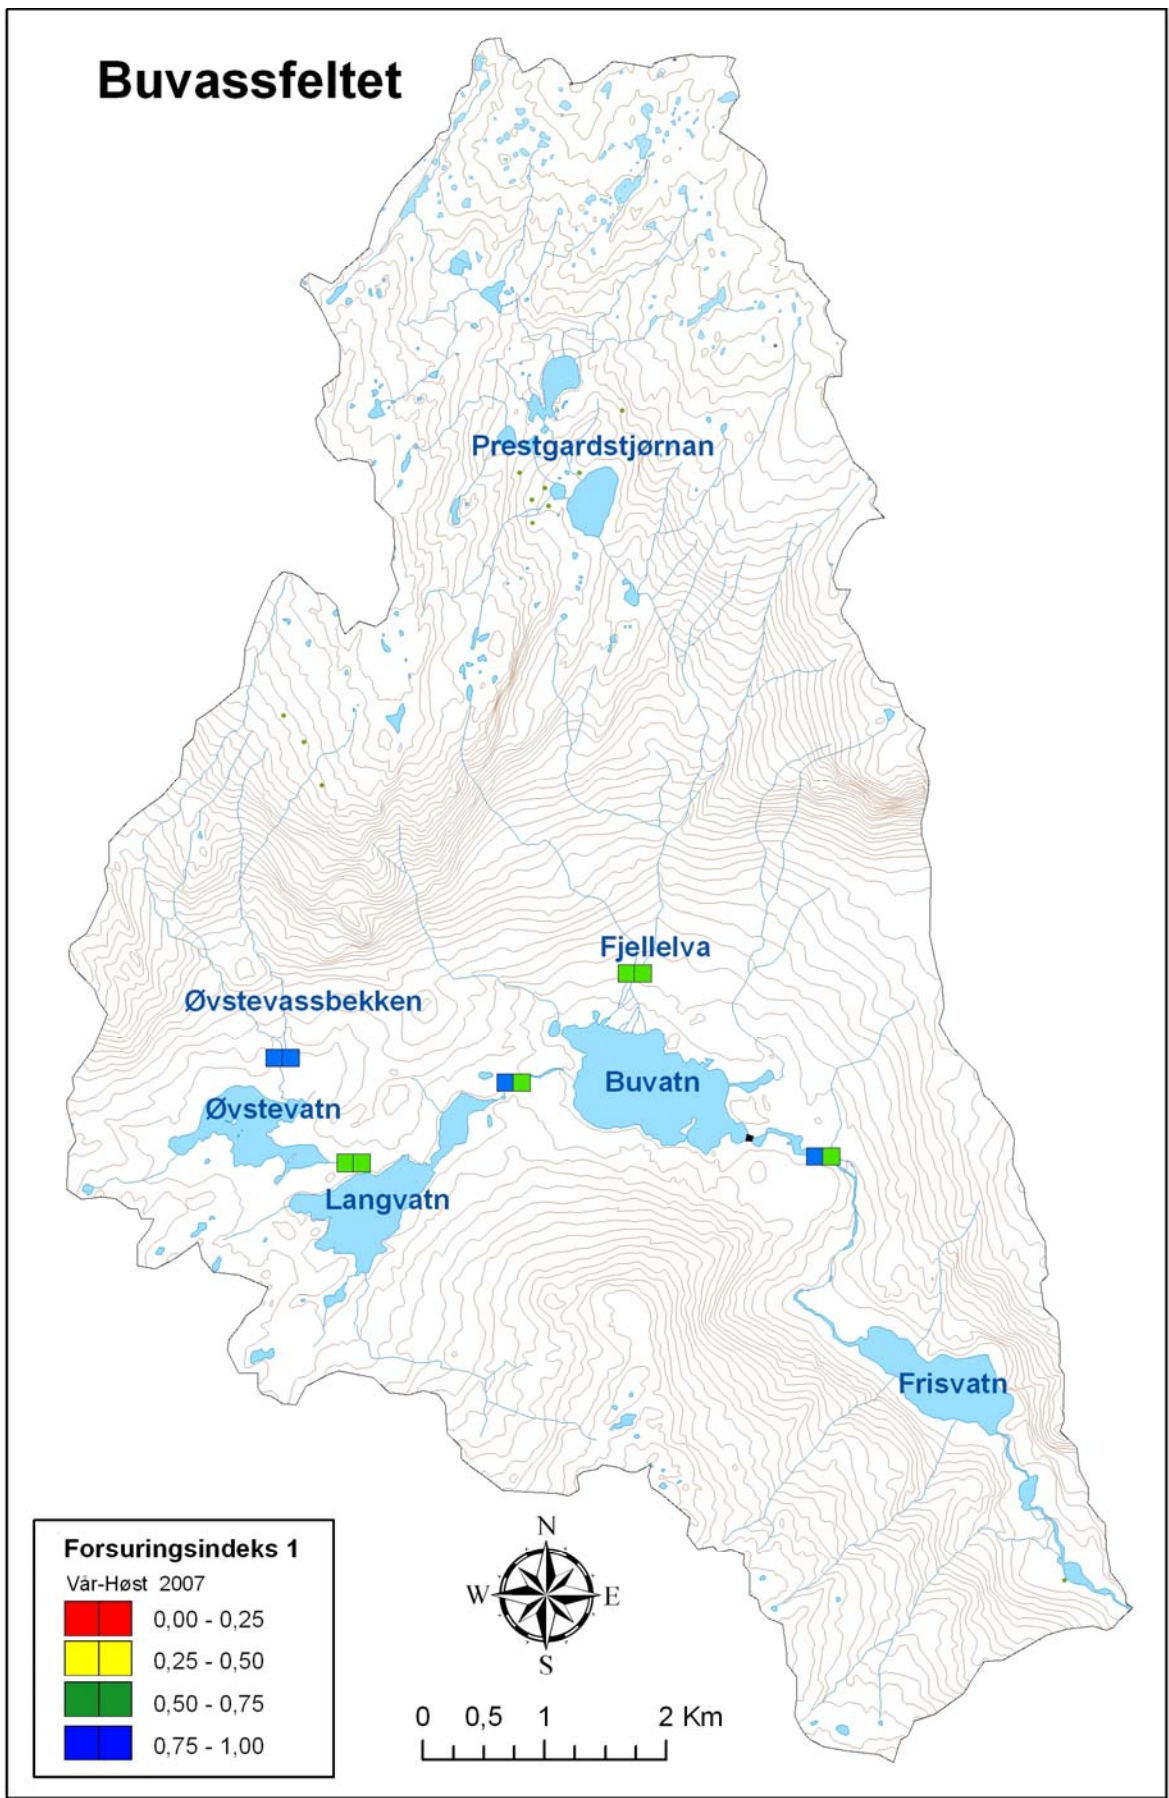 Buvassfeltet
Prestgardstjørnan
Fjellelva
Øvstevassbekken
Buvatn
Øvstevatn
Langvatn
Frisvatn
Forsuringsindeks 1
Vår-Høst 2007
0,00 - 0,25
0,25 - 0,50
0,50 - 0,75
0,75 - 1,00
N
W E
S
0 0,5 1 2 Km